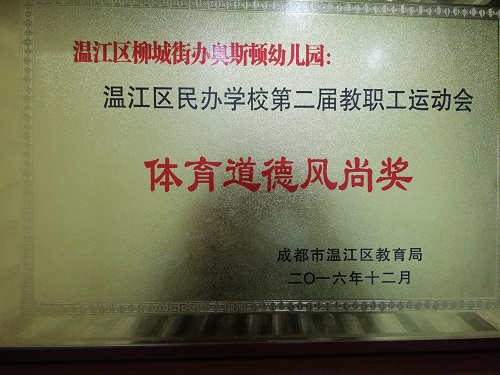 温江区柳城街办奥斯顿幼儿园:
温江区民办学校第二届教职工运动会
体育道德风尚奖
成都市温江区教育局
二〇一六年十二月